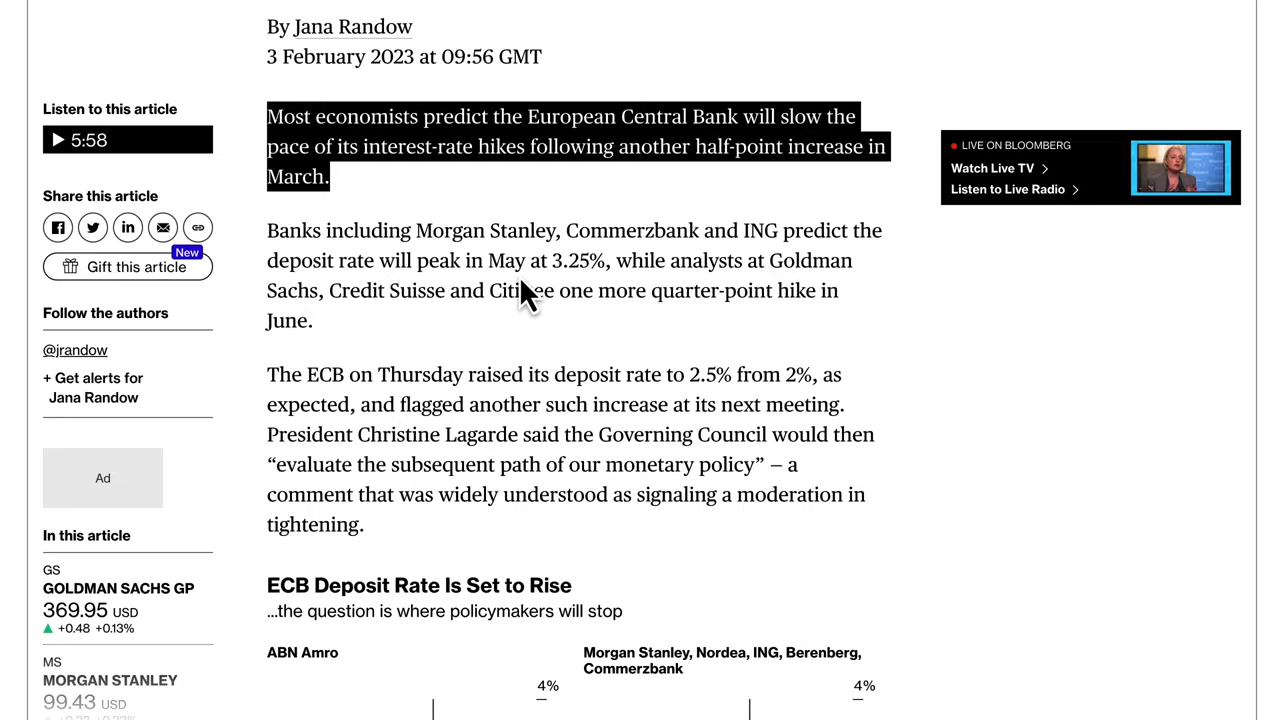 By Jana Randow
3 February 2023 at 09:56 GMT
Listen to this article
5:58
Share this article
New
Gift this article
Follow the authors
@jrandow
+ Get alerts for
Jana Randow
Ad
In this article
GS
GOLDMAN SACHS GP
369.95 USD
+0.48 +0.13%
MS
MORGAN STANLEY
99.43 USD
Most economists predict the European Central Bank will slow the
pace of its interest-rate hikes following another half-point increase in
March.
Banks including Morgan Stanley, Commerzbank and ING predict the
deposit rate will peak in May at 3.25%, while analysts at Goldman
Sachs, Credit Suisse and one more quarter-point hike in
June.
The ECB on Thursday raised its deposit rate to 2.5% from 2%, as
expected, and flagged another such increase at its next meeting.
President Christine Lagarde said the Governing Council would then
“evaluate the subsequent path of our monetary policy” — a
comment that was widely understood as signaling a moderation in
tightening.
ECB Deposit Rate Is Set to Rise
...the question is where policymakers will stop
ABN Amro
4%
Morgan Stanley, Nordea, ING, Berenberg,
Commerzbank
4%
LIVE ON BLOOMBERG
Watch Live TV
Listen to Live Radio